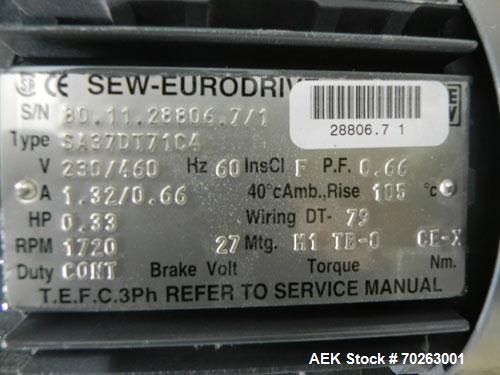 CE SEW-EURODRIVE
S/N 80.11.28806.7/1
28806.7 1
Type SA37DT71C4
V 230/460 Hz 60 InsCl F P.F. 0.66
A 1.32/0.66 40°cAmb.,Rise 105 °c
HP 0.33 Wiring DT- 79
RPM 1720 27 Mtg. M1 TB-0 CE-X
Duty CONT Brake Volt Torque Nm.
T.E.F.C.3Ph REFER TO SERVICE MANUAL
AEK Stock # 70263001